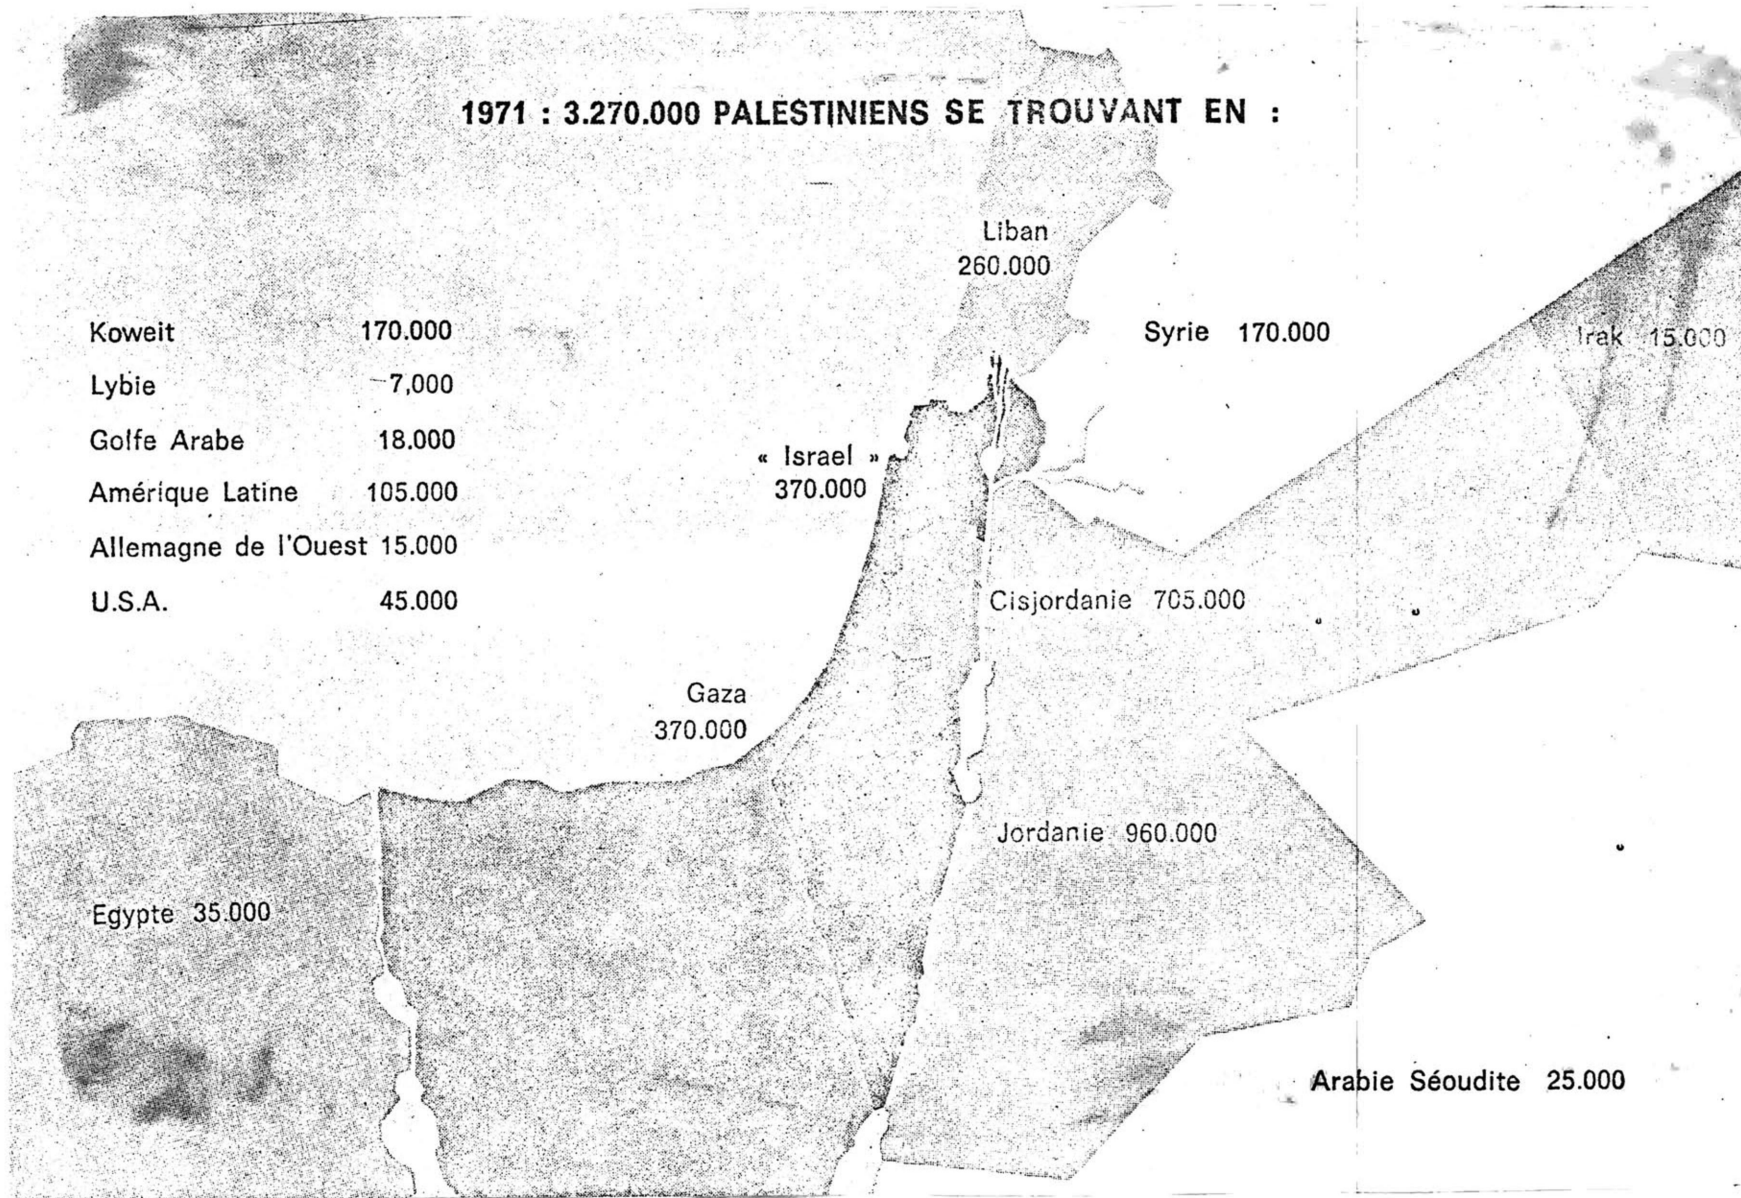 1971 : 3.270.000 PALESTINIENS SE TROUVANT EN :
Liban
260.000
Koweit 170.000
Syrie 170.000
Irak 15.000
Lybie 7,000
Golfe Arabe 18.000
« Israel »
370.000
Amérique Latine 105.000
Allemagne de l'Ouest 15.000
U.S.A. 45.000
Cisjordanie 705.000
Gaza
370.000
Jordanie 960.000
Egypte 35.000
Arabie Séoudite 25.000